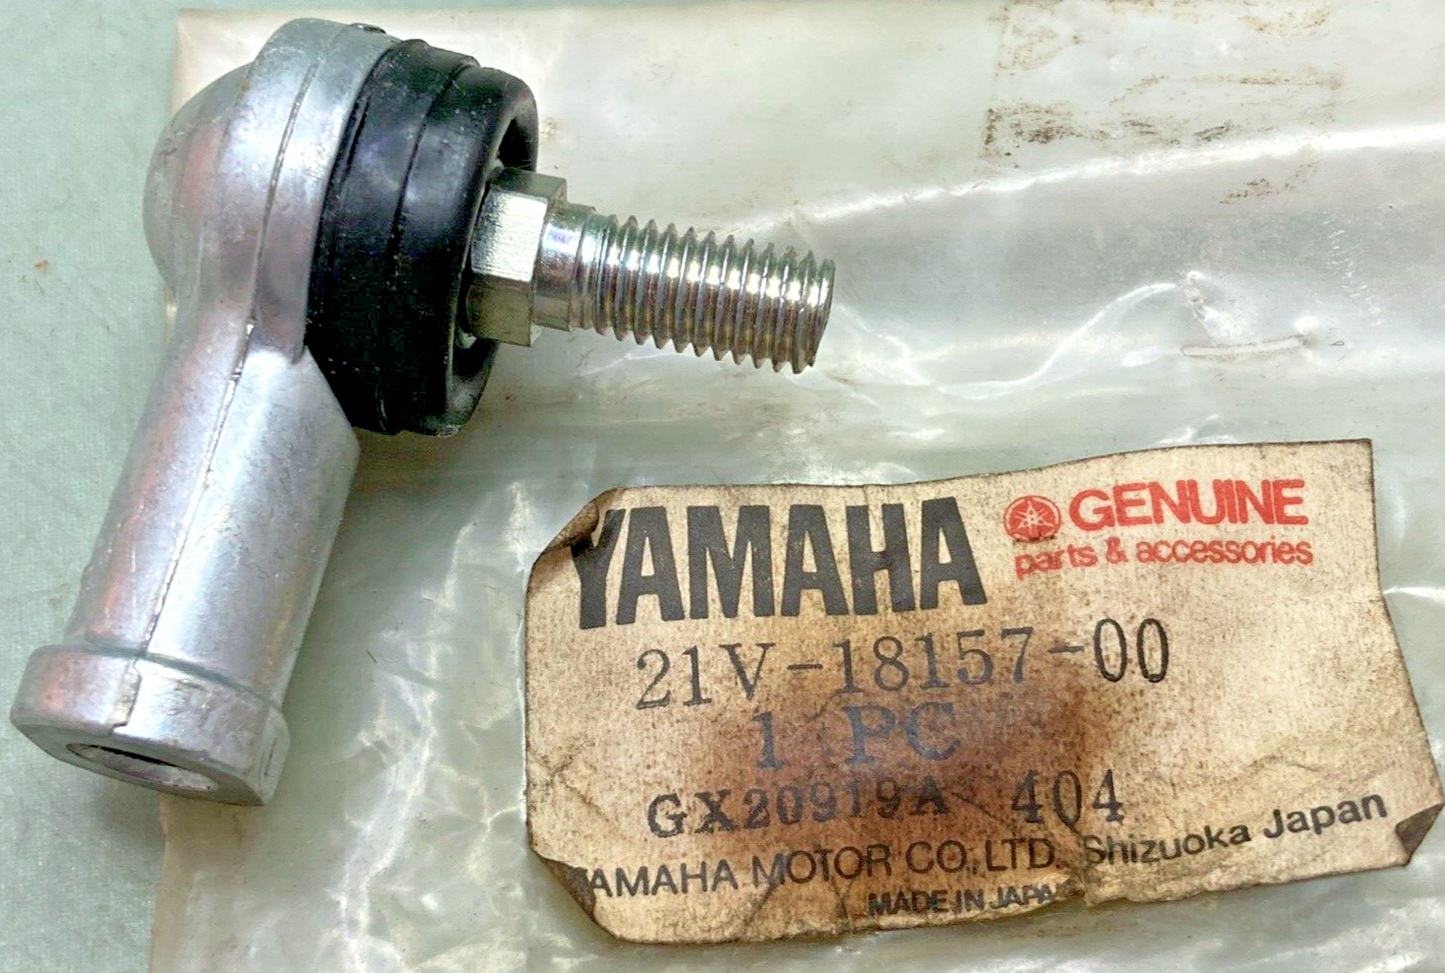 YAMAHA GENUINE
parts & accessories
21V-18157-00
1 PC
GX20919A 404
YAMAHA MOTOR CO.,LTD. Shizuoka Japan
MADE IN JAPAN